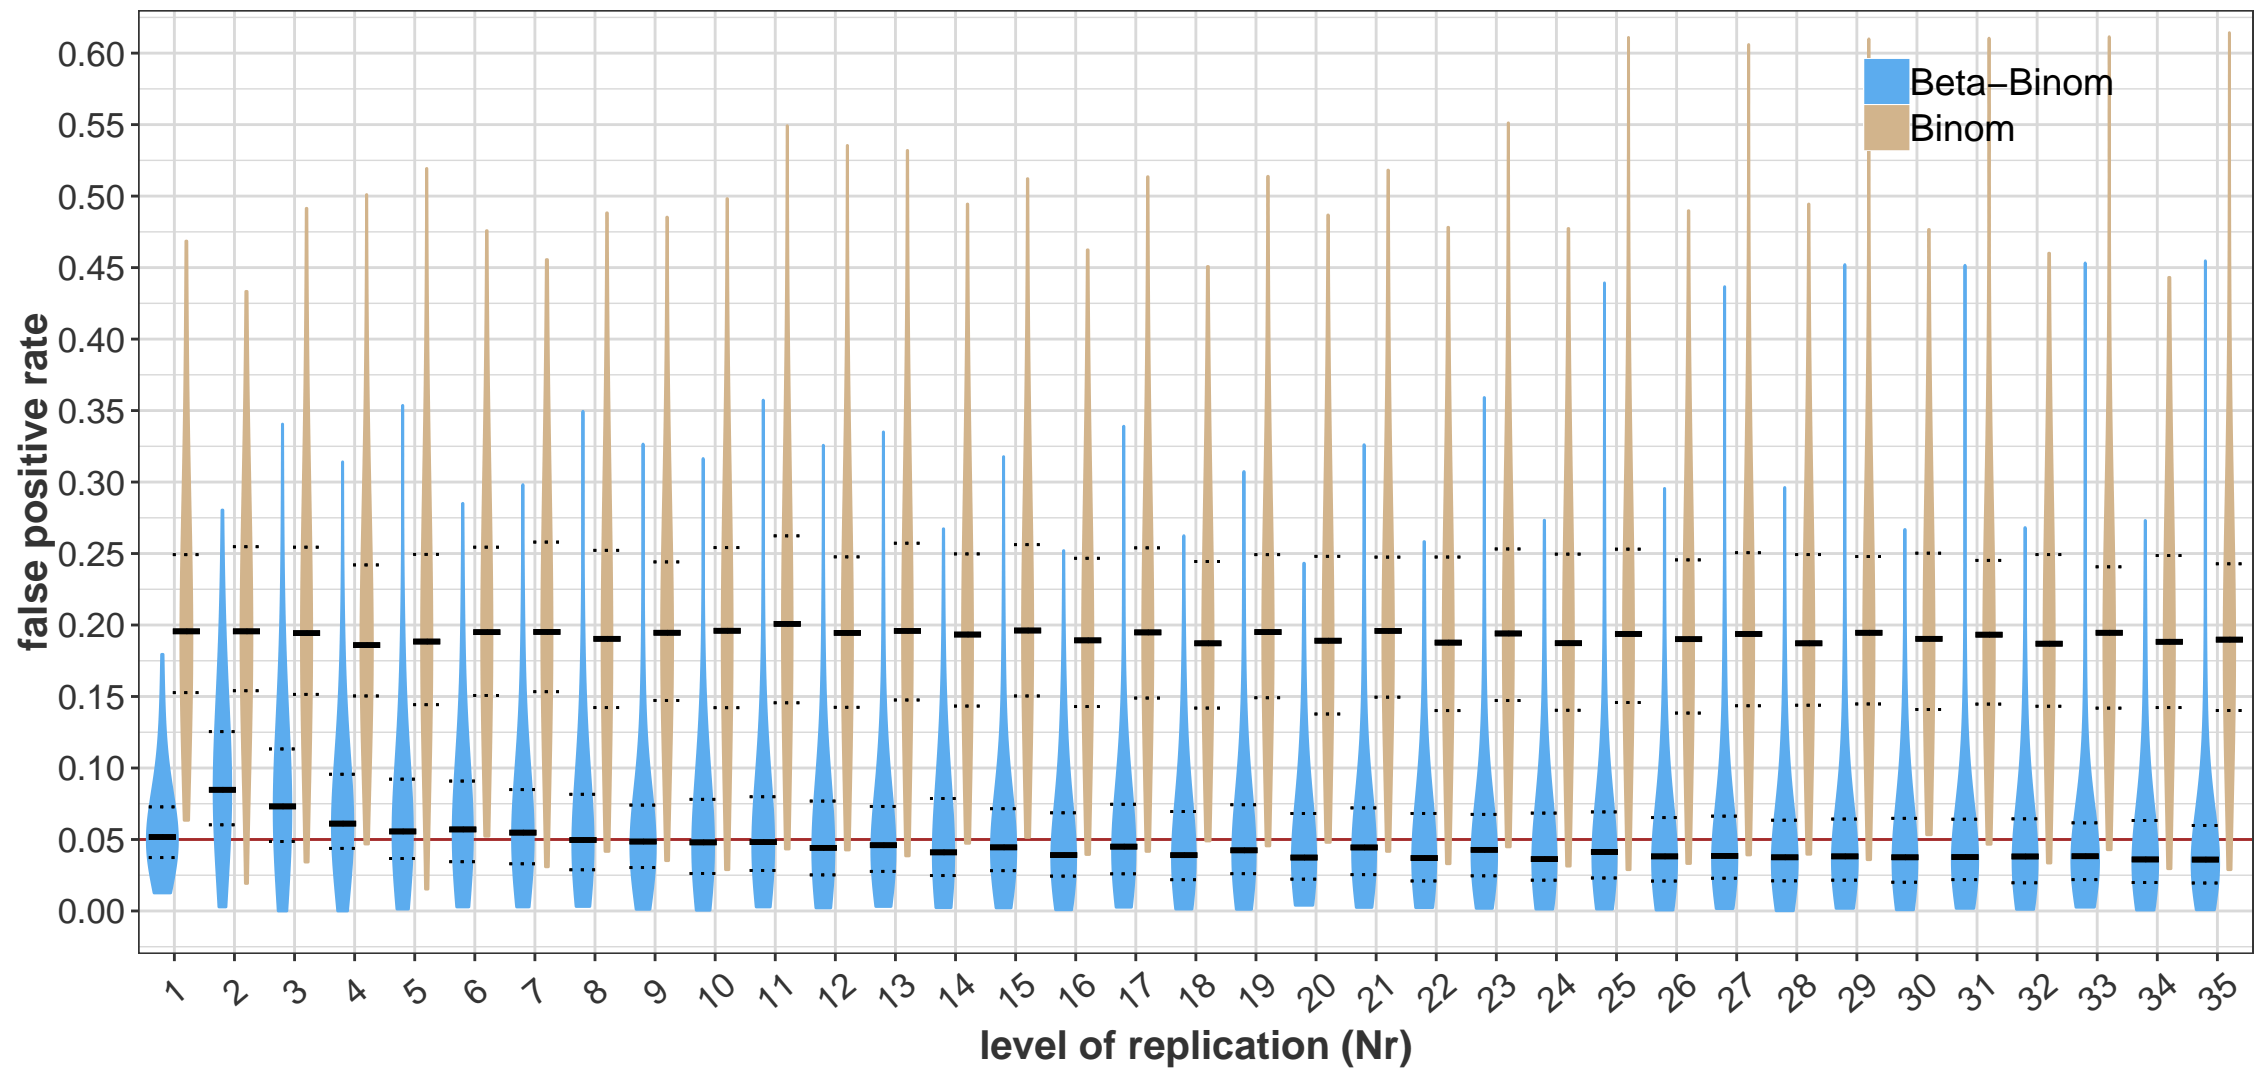 false positive rate
0.60
0.55
0.50
0.45
0.40
0.35
0.30
0.25
0.20
0.15
0.10
0.05
0.00
Beta−Binom
Binom
1 2 3 4 5 6 7 8 9 10 11 12 13 14 15 16 17 18 19 20 21 22 23 24 25 26 27 28 29 30 31 32 33 34 35
level of replication (Nr)